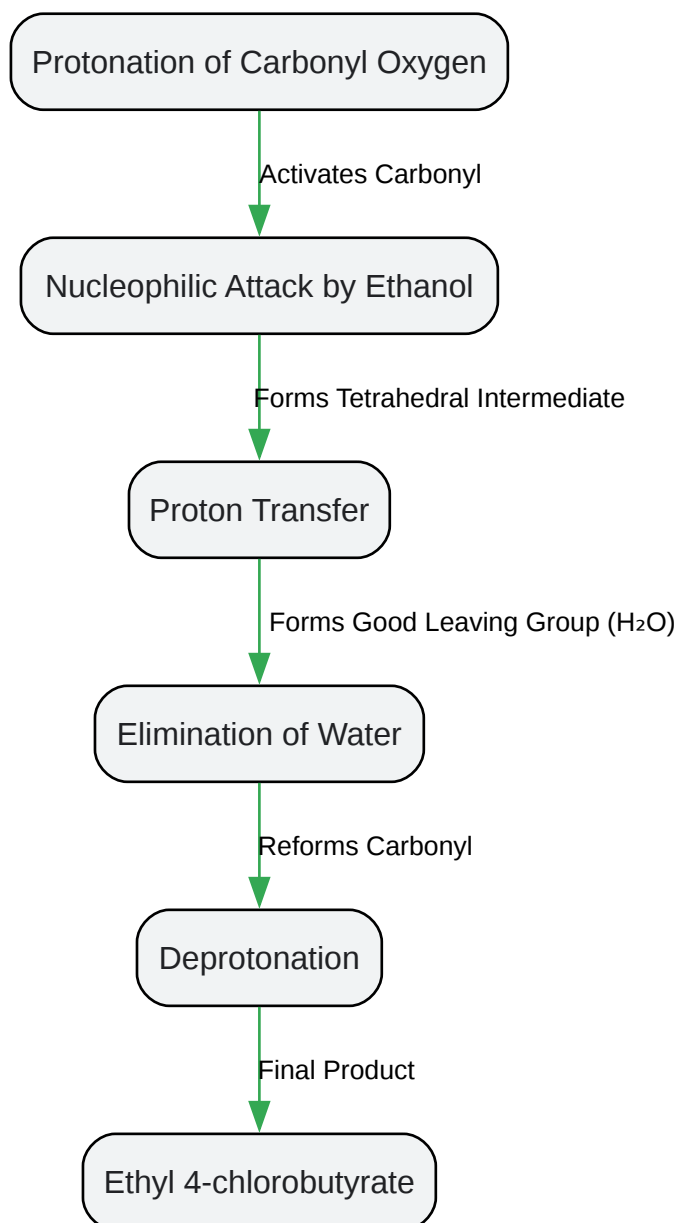 Protonation of Carbonyl Oxygen
Activates Carbonyl
Nucleophilic Attack by Ethanol
Forms Tetrahedral Intermediate
Proton Transfer
Forms Good Leaving Group (H₂O)
Elimination of Water
Reforms Carbonyl
Deprotonation
Final Product
Ethyl 4-chlorobutyrate